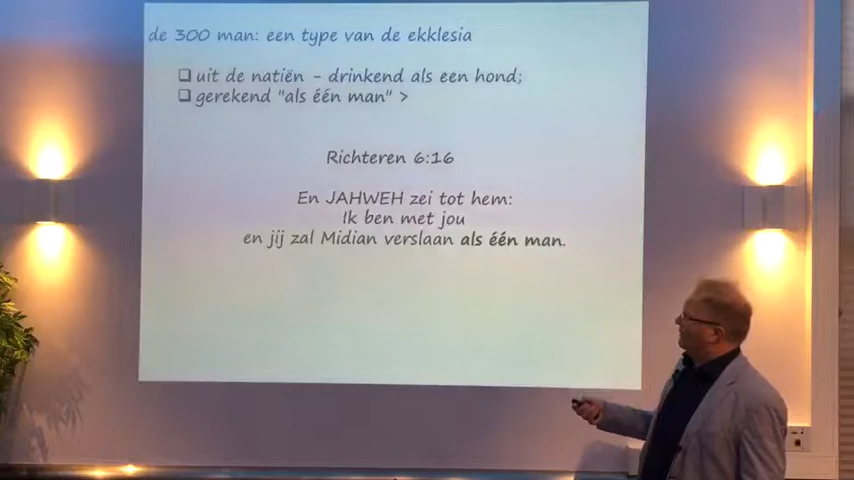 de 300 man: een type van de ekklesia
❑ uit de natiën - drinkend als een hond;
❑ gerekend "als één man" >
Richteren 6:16
En JAHWEH zei tot hem:
Ik ben met jou
en jij zal Midian verslaan als één man.